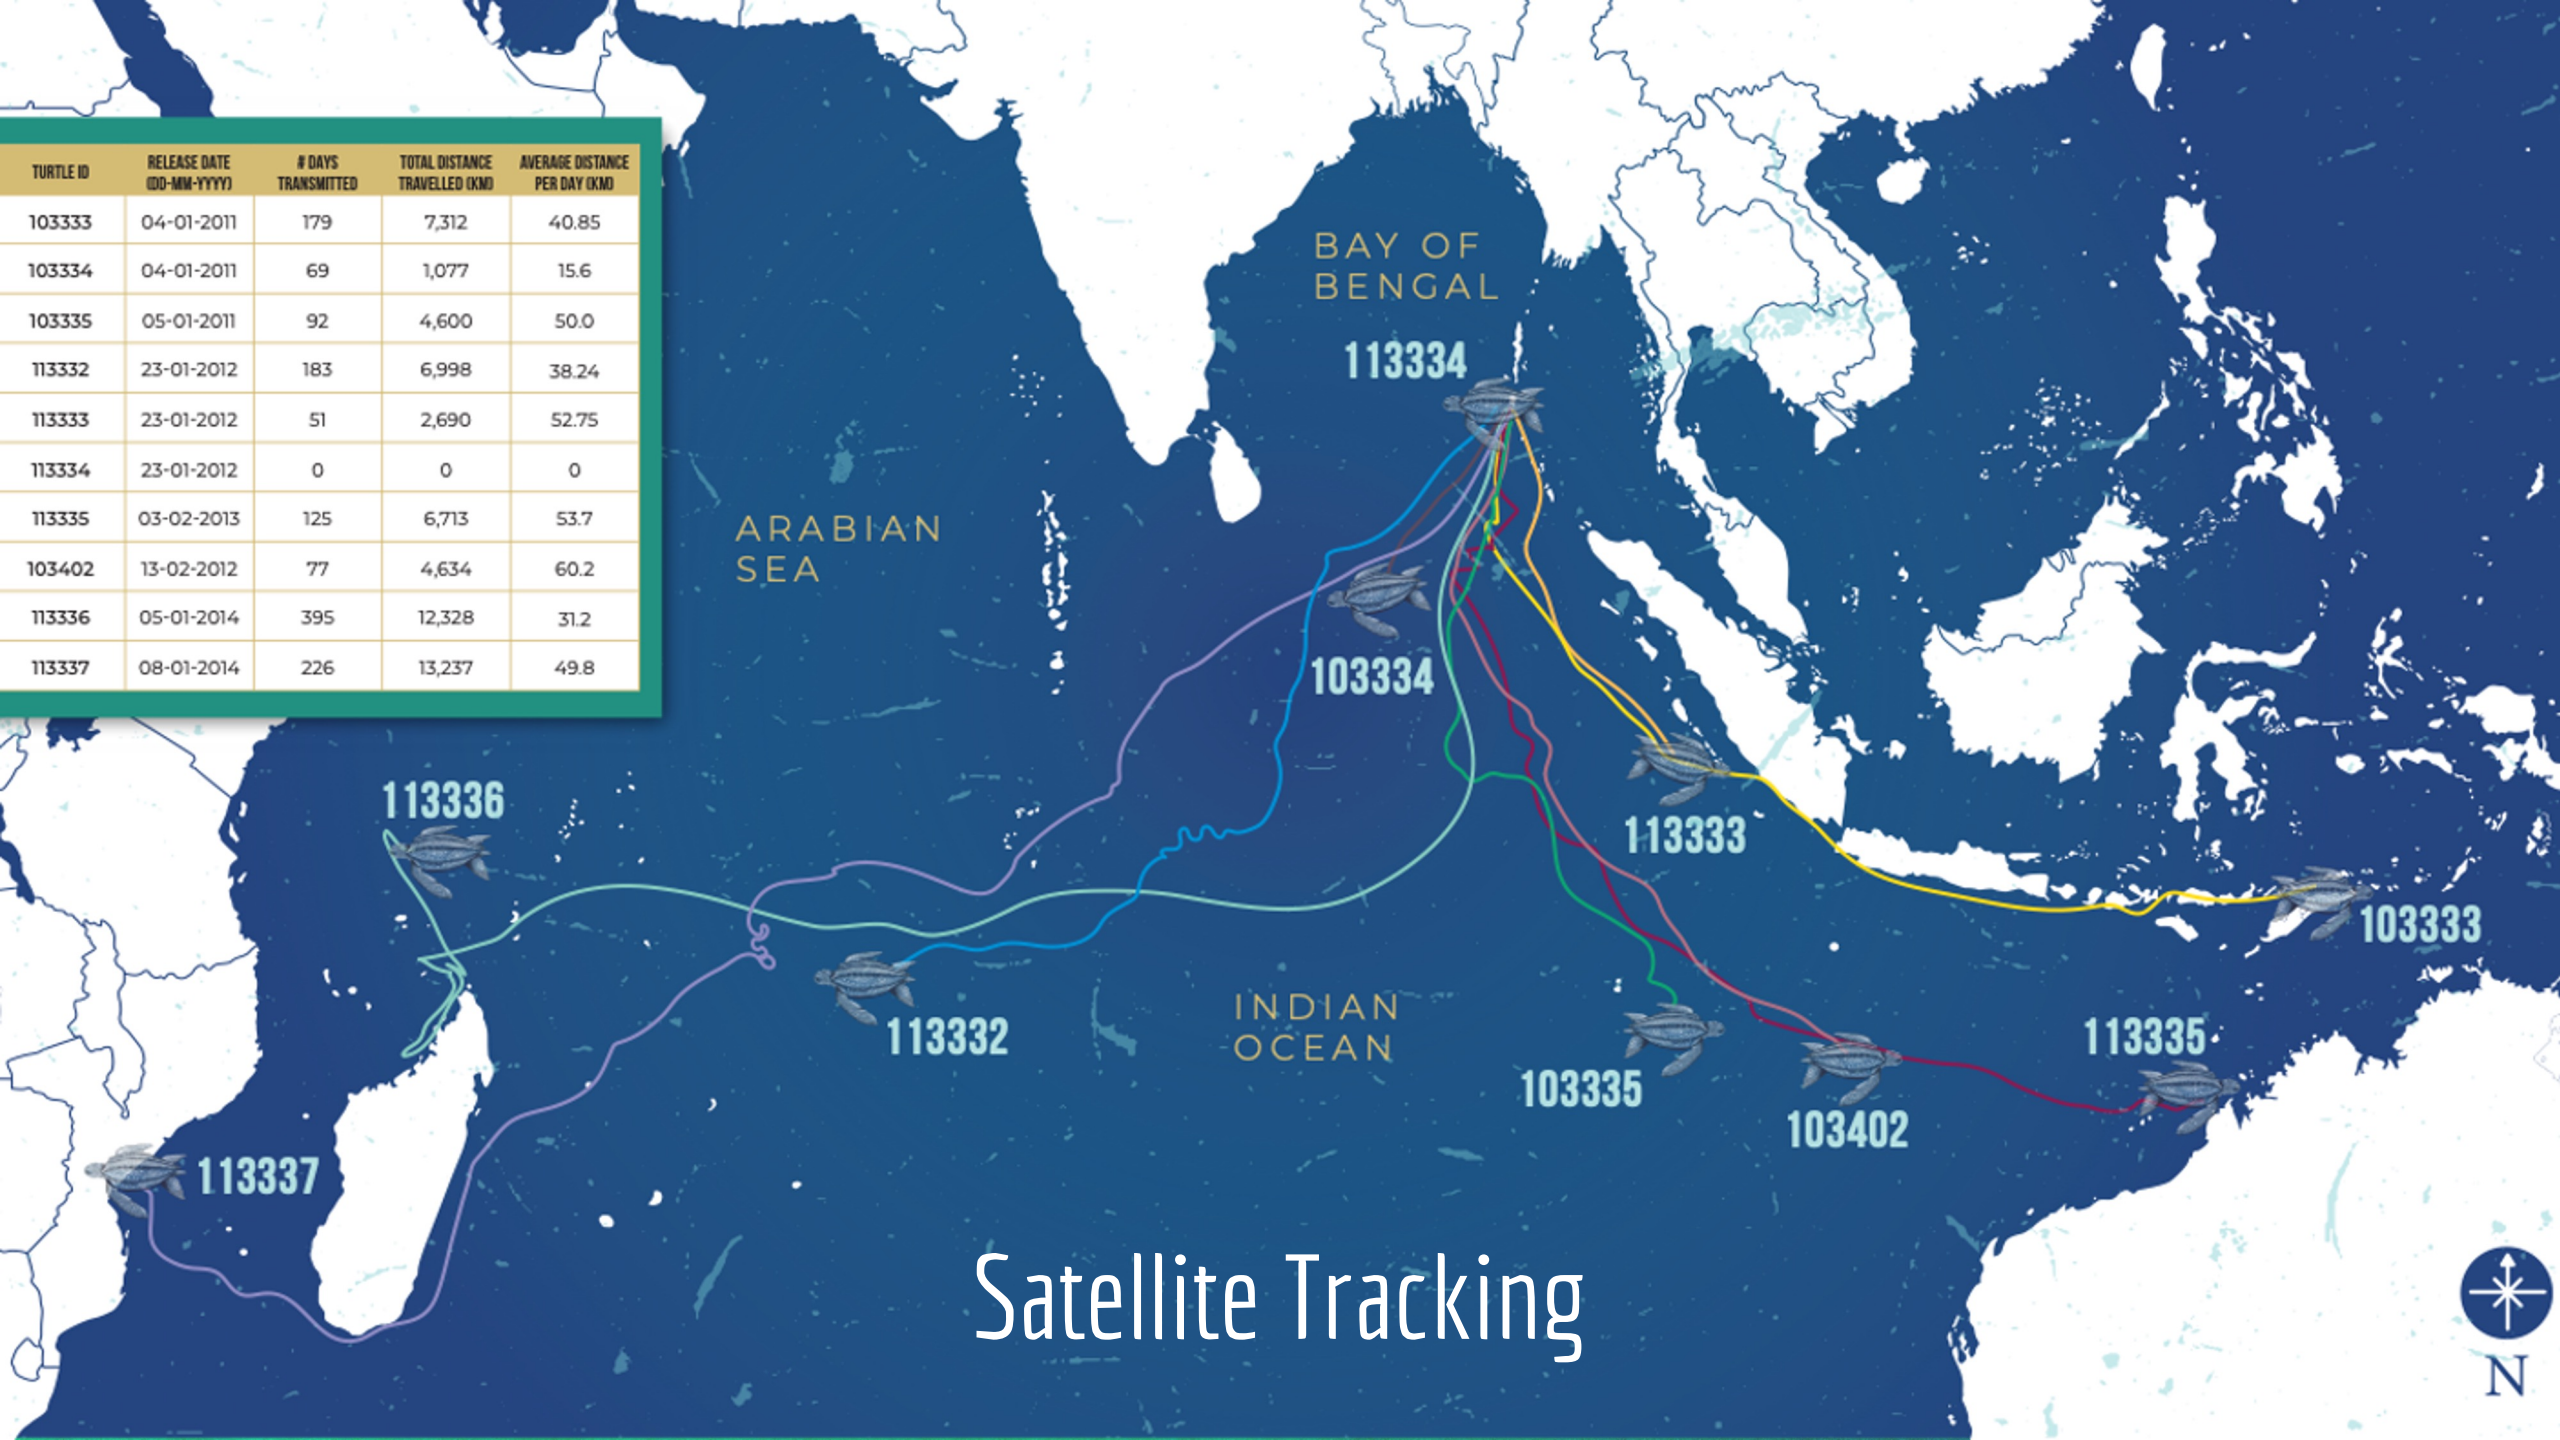 TURTLE ID RELEASE DATE (DD-MM-YYYY) # DAYS TRANSMITTED TOTAL DISTANCE TRAVELLED (KM) AVERAGE DISTANCE PER DAY (KM)
103333 04-01-2011 179 7,312 40.85
103334 04-01-2011 69 1,077 15.6
103335 05-01-2011 92 4,600 50.0
113332 23-01-2012 183 6,998 38.24
113333 23-01-2012 51 2,690 52.75
113334 23-01-2012 0 0 0
113335 03-02-2013 125 6,713 53.7
103402 13-02-2012 77 4,634 60.2
113336 05-01-2014 395 12,328 31.2
113337 08-01-2014 226 13,237 49.8
BAY OF
BENGAL
113334
ARABIAN
SEA
103334
113336
113333
103333
113332
INDIAN
OCEAN
113335
103335
103402
113337
Satellite Tracking
N